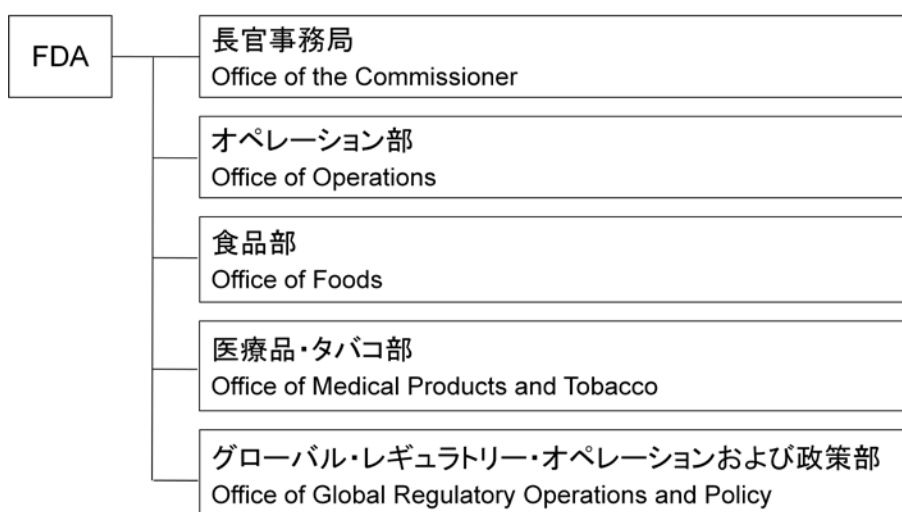 FDA
長官事務局
Office of the Commissioner
オペレーション部
Office of Operations
食品部
Office of Foods
医療品・タバコ部
Office of Medical Products and Tobacco
グローバル・レギュラトリー・オペレーションおよび政策部
Office of Global Regulatory Operations and Policy